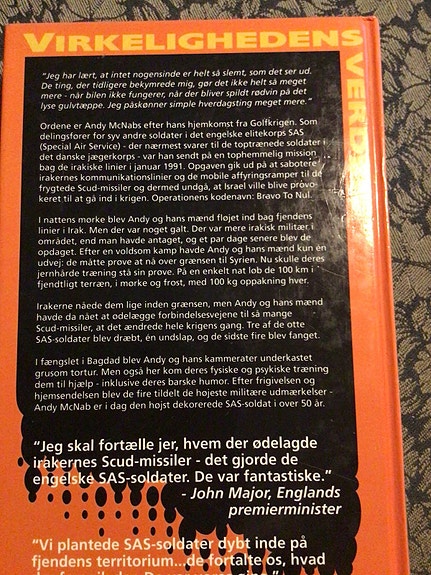 VIRKELIGHEDENS
VERD
"Jeg har lært, at intet nogensinde er helt så slemt, som det ser ud.
De ting, der tidligere bekymrede mig, gør det ikke helt så meget
mere - når bilen ikke fungerer, når der bliver spildt rødvin på det
lyse gulvtæppe. Jeg påskønner simple hverdagsting meget mere."
Ordene er Andy McNabs efter hans hjemkomst fra Golfkrigen. Som
delingsfører for syv andre soldater i det engelske elitekorps SAS
(Special Air Service) - der nærmest svarer til de toptrænede soldater i
det danske jægerkorps - var han sendt på en tophemmelig mission
bag de irakiske linier i januar 1991. Opgaven gik ud på at sabotere
irakernes kommunikationslinier og de mobile affyringsramper til de
frygtede Scud-missiler og dermed undgå, at Israel ville blive provo-
keret til at gå ind i krigen. Operationens kodenavn: Bravo To Nul.
I nattens mørke blev Andy og hans mænd fløjet ind bag fjendens
linier i Irak. Men der var noget galt. Der var mere irakisk militær i
området, end man havde antaget, og et par dage senere blev de
opdaget. Efter en voldsom kamp havde Andy og hans mænd kun én
udvej: de måtte prøve at nå over grænsen til Syrien. Nu skulle deres
jernhårde træning stå sin prøve. På en enkelt nat løb de 100 km i
fjendtligt terræn, i mørke og frost, med 100 kg oppakning hver.
Irakerne nåede dem lige inden grænsen, men Andy og hans mænd
havde da nået at ødelægge forbindelsesvejene til så mange
Scud-missiler, at det ændrede hele krigens gang. Tre af de otte
SAS-soldater blev dræbt, én undslap, og de sidste fire blev fanget.
I fængslet i Bagdad blev Andy og hans kammerater underkastet
grusom tortur. Men også her kom deres fysiske og psykiske træning
dem til hjælp - inklusive deres barske humor. Efter frigivelsen og
hjemsendelsen blev de fire tildelt de højeste militære udmærkelser -
Andy McNab er i dag den højst dekorerede SAS-soldat i over 50 år.
"Jeg skal fortælle jer, hvem der ødelagde
irakernes Scud-missiler - det gjorde de
engelske SAS-soldater. De var fantastiske."
- John Major, Englands
premierminister
"Vi plantede SAS-soldater dybt inde på
fjendens territorium...de fortalte os, hvad